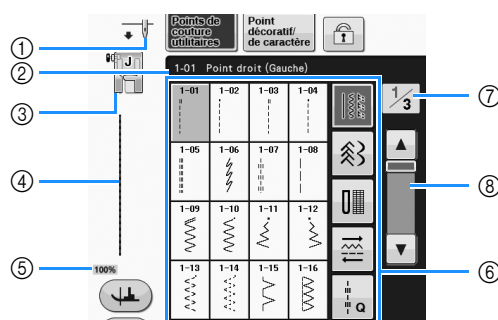 Points de couture utilitaires
Point décoratif/ de caractère
①
②
1-01 Point droit (Gauche)
③
J
④
⑤
100%
1-01 1-02 1-03 1-04
1-05 1-06 1-07 1-08
1-09 1-10 1-11 1-12
1-13 1-14 1-15 1-16
Q
1/3
⑦
⑧
⑥